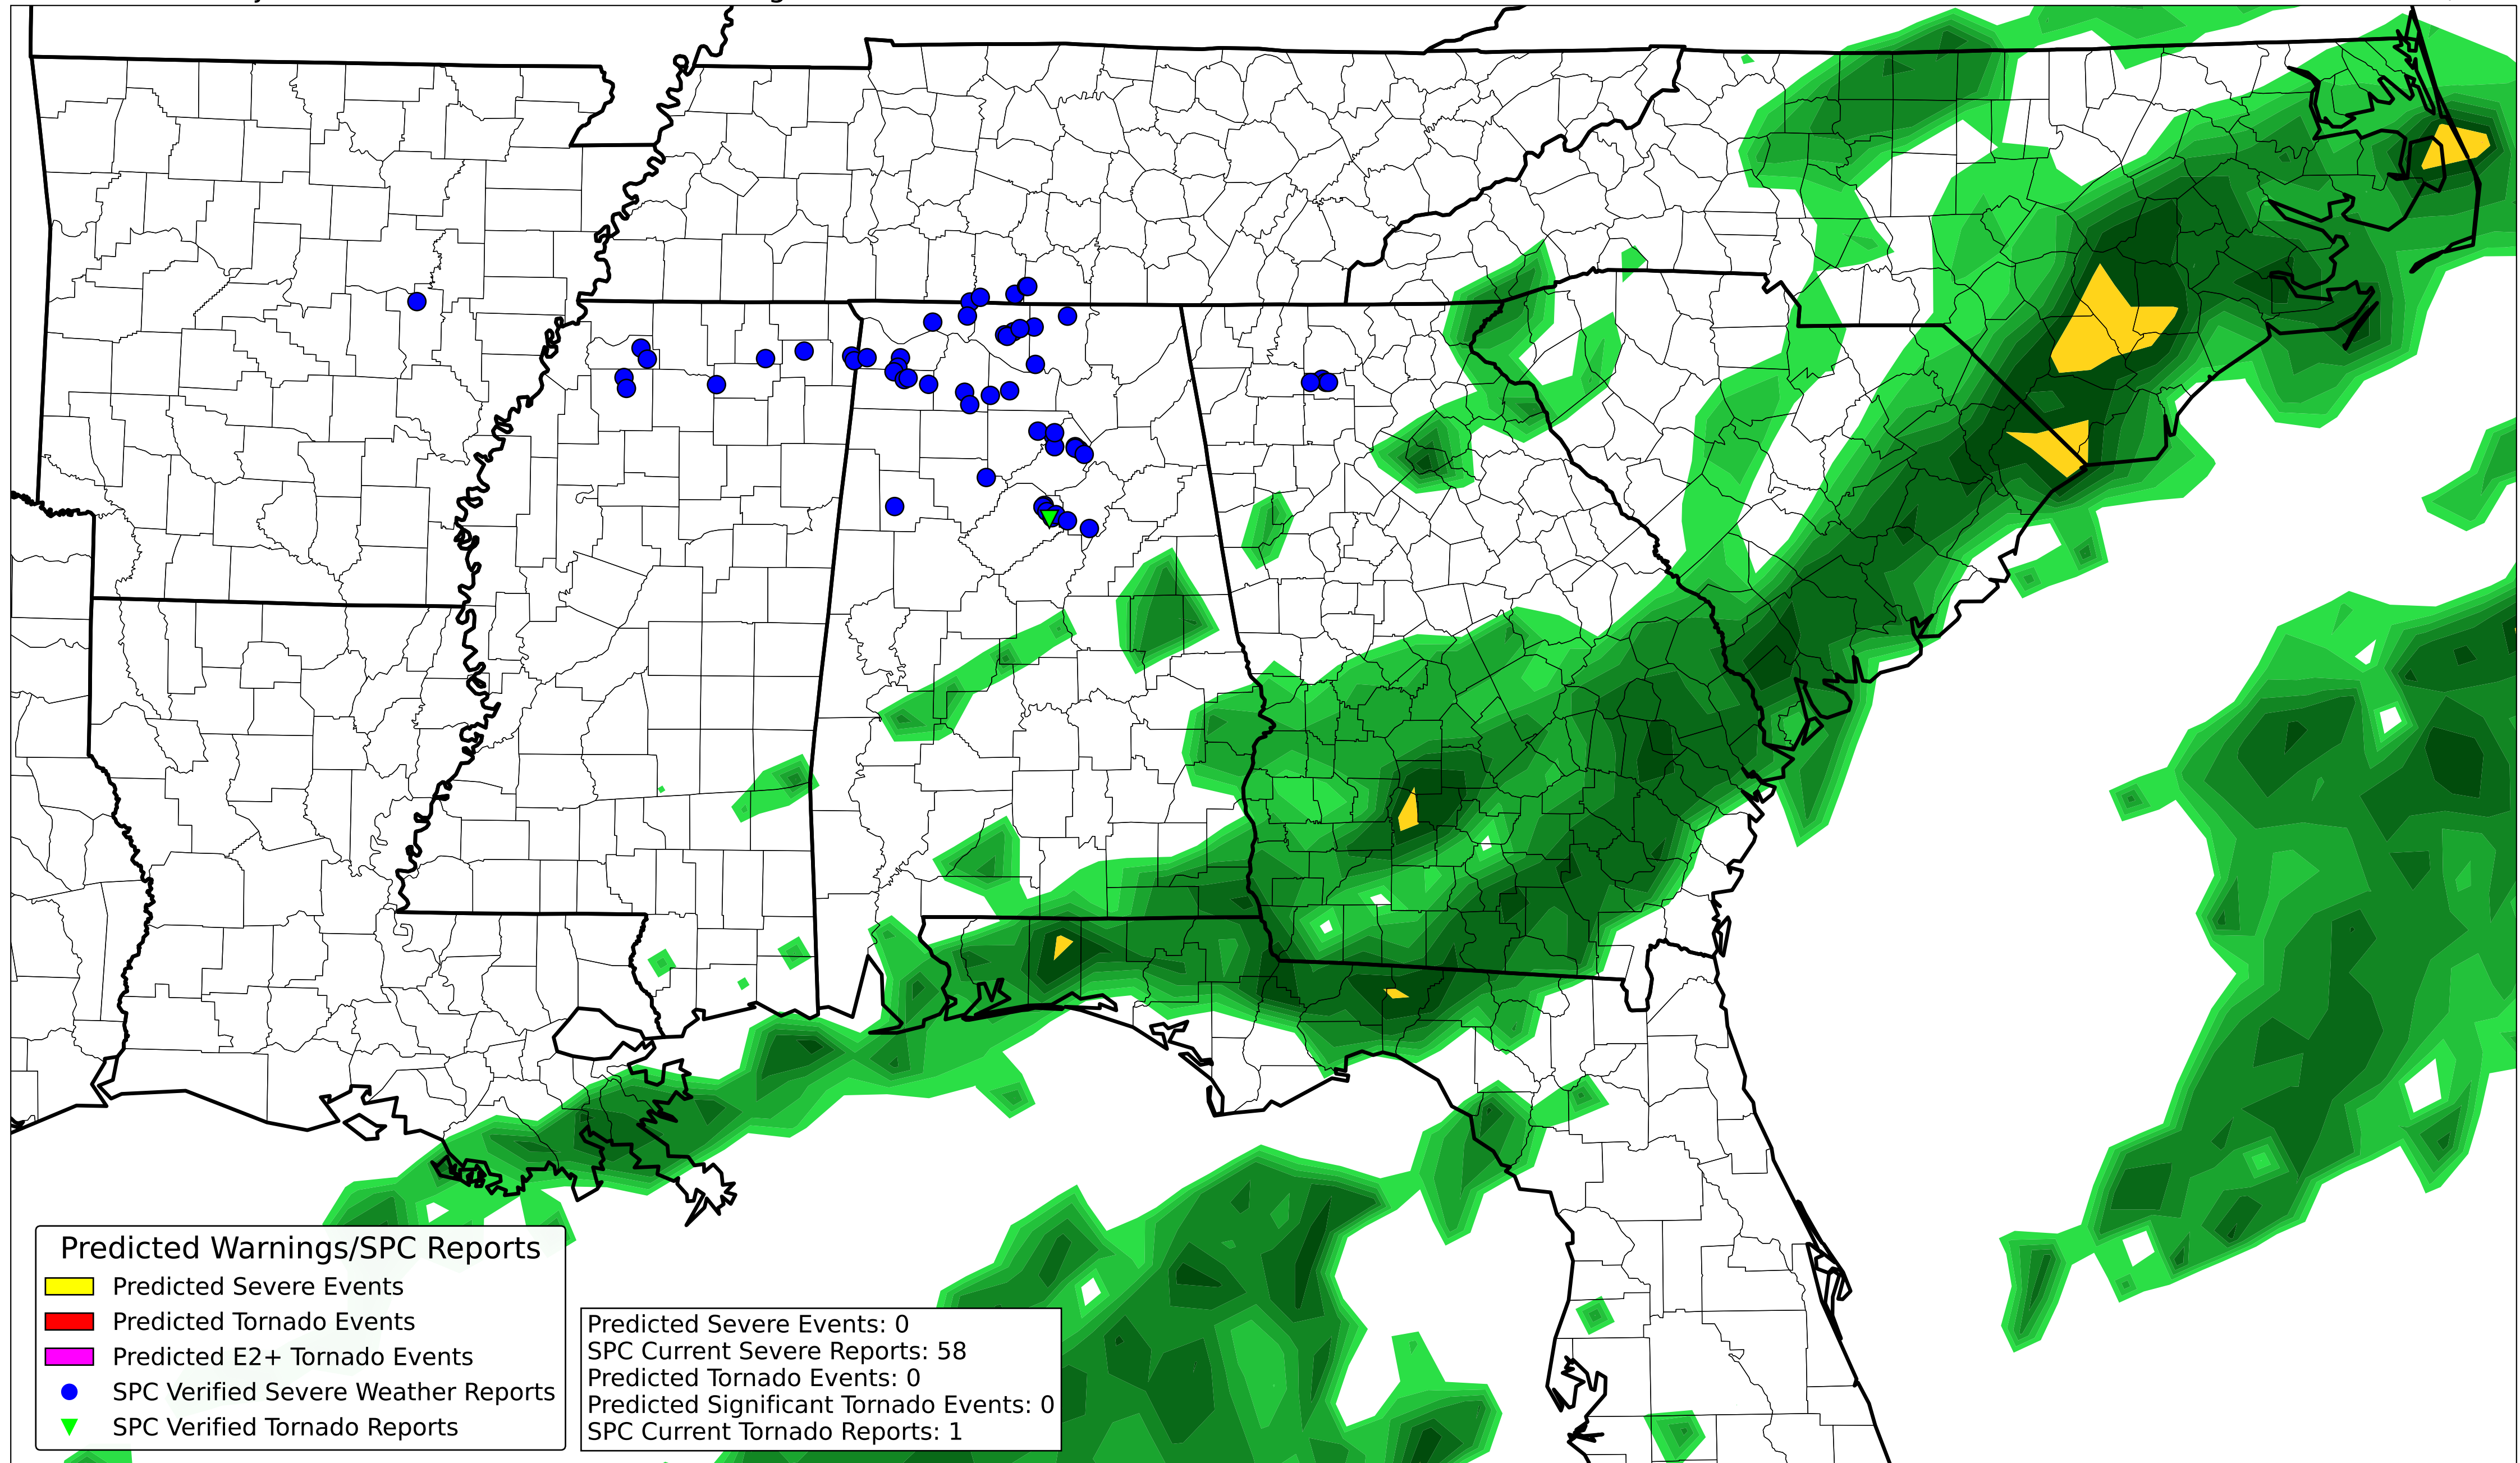 Predicted Warnings/SPC Reports
Predicted Severe Events
Predicted Tornado Events
Predicted E2+ Tornado Events
SPC Verified Severe Weather Reports
SPC Verified Tornado Reports
Predicted Severe Events: 0
SPC Current Severe Reports: 58
Predicted Tornado Events: 0
Predicted Significant Tornado Events: 0
SPC Current Tornado Reports: 1